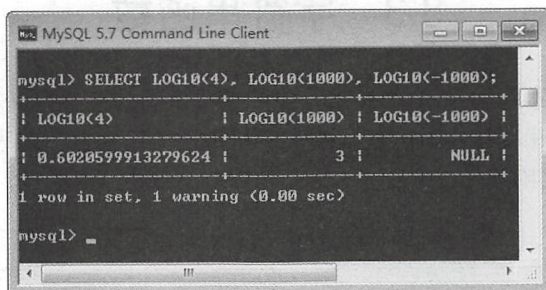 MySQL 5.7 Command Line Client
mysql> SELECT LOG10(4), LOG10(1000), LOG10(-1000);
+--------------------+-------------+--------------+
| LOG10(4)           | LOG10(1000) | LOG10(-1000) |
+--------------------+-------------+--------------+
| 0.6020599913279624 |           3 |         NULL |
+--------------------+-------------+--------------+
1 row in set, 1 warning (0.00 sec)
mysql> _